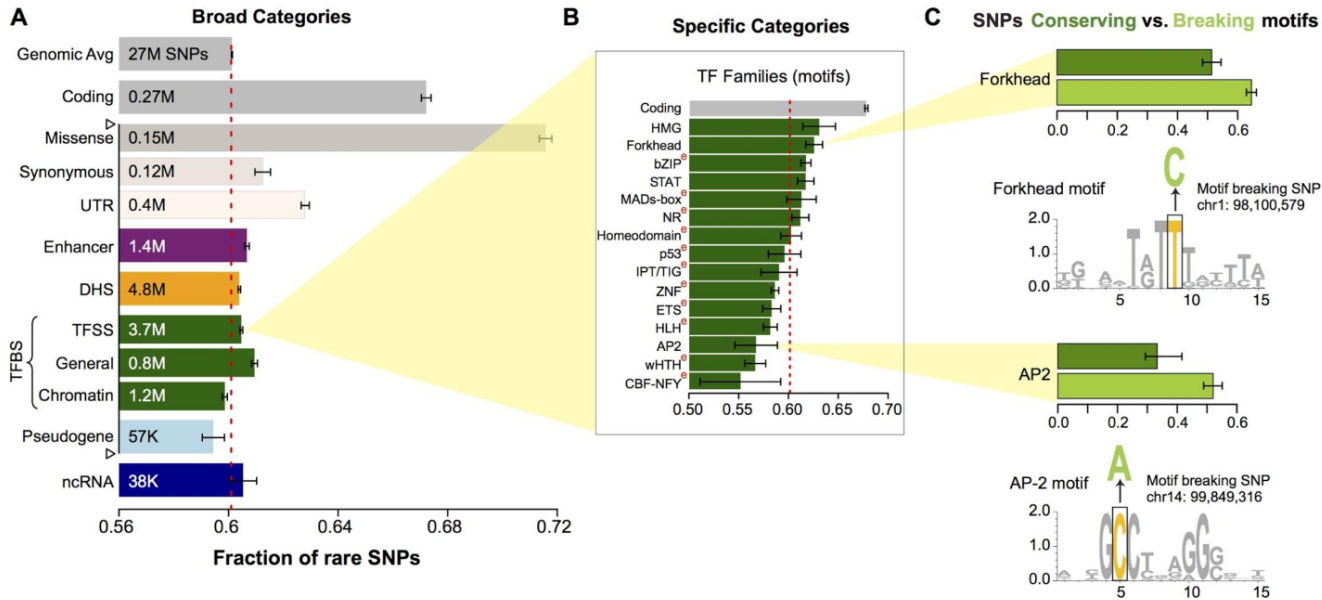 A
Broad Categories
Genomic Avg 27M SNPs
Coding 0.27M
Missense 0.15M
Synonymous 0.12M
UTR 0.4M
Enhancer 1.4M
DHS 4.8M
TFBS
TFSS 3.7M
General 0.8M
Chromatin 1.2M
Pseudogene 57K
ncRNA 38K
0.56 0.6 0.64 0.68 0.72
Fraction of rare SNPs
B
Specific Categories
TF Families (motifs)
Coding
HMG
Forkhead
bZIP e
STAT
MADs-box e
NR e
Homeodomain e
p53 e
IPT/TIG e
ZNF e
ETS e
HLH e
AP2
wHTH e
CBF-NFY e
0.50 0.55 0.60 0.65 0.70
C
SNPs Conserving vs. Breaking motifs
Forkhead
0.0 0.2 0.4 0.6
C
Forkhead motif
Motif breaking SNP
chr1: 98,100,579
2.0
1.0
0.0
5 10 15
AP2
0.0 0.2 0.4 0.6
A
AP-2 motif
Motif breaking SNP
chr14: 99,849,316
2.0
1.0
0.0
5 10 15